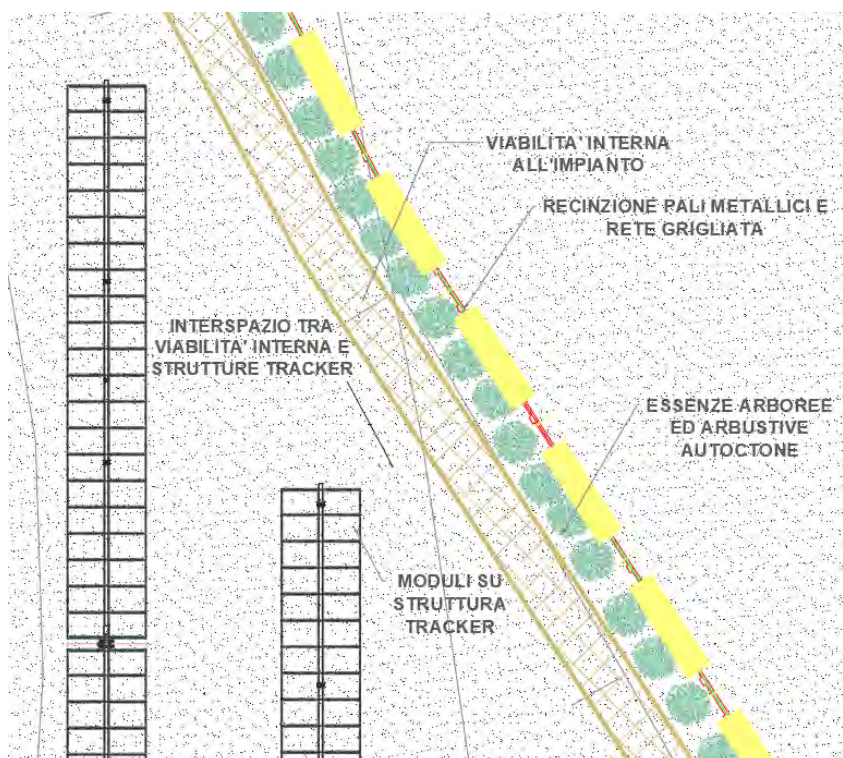 VIABILITA' INTERNA
ALL'IMPIANTO
RECINZIONE PALI METALLICI E
RETE GRIGLIATA
INTERSPAZIO TRA
VIABILITA' INTERNA E
STRUTTURE TRACKER
ESSENZE ARBOREE
ED ARBUSTIVE
AUTOCTONE
MODULI SU
STRUTTURA
TRACKER